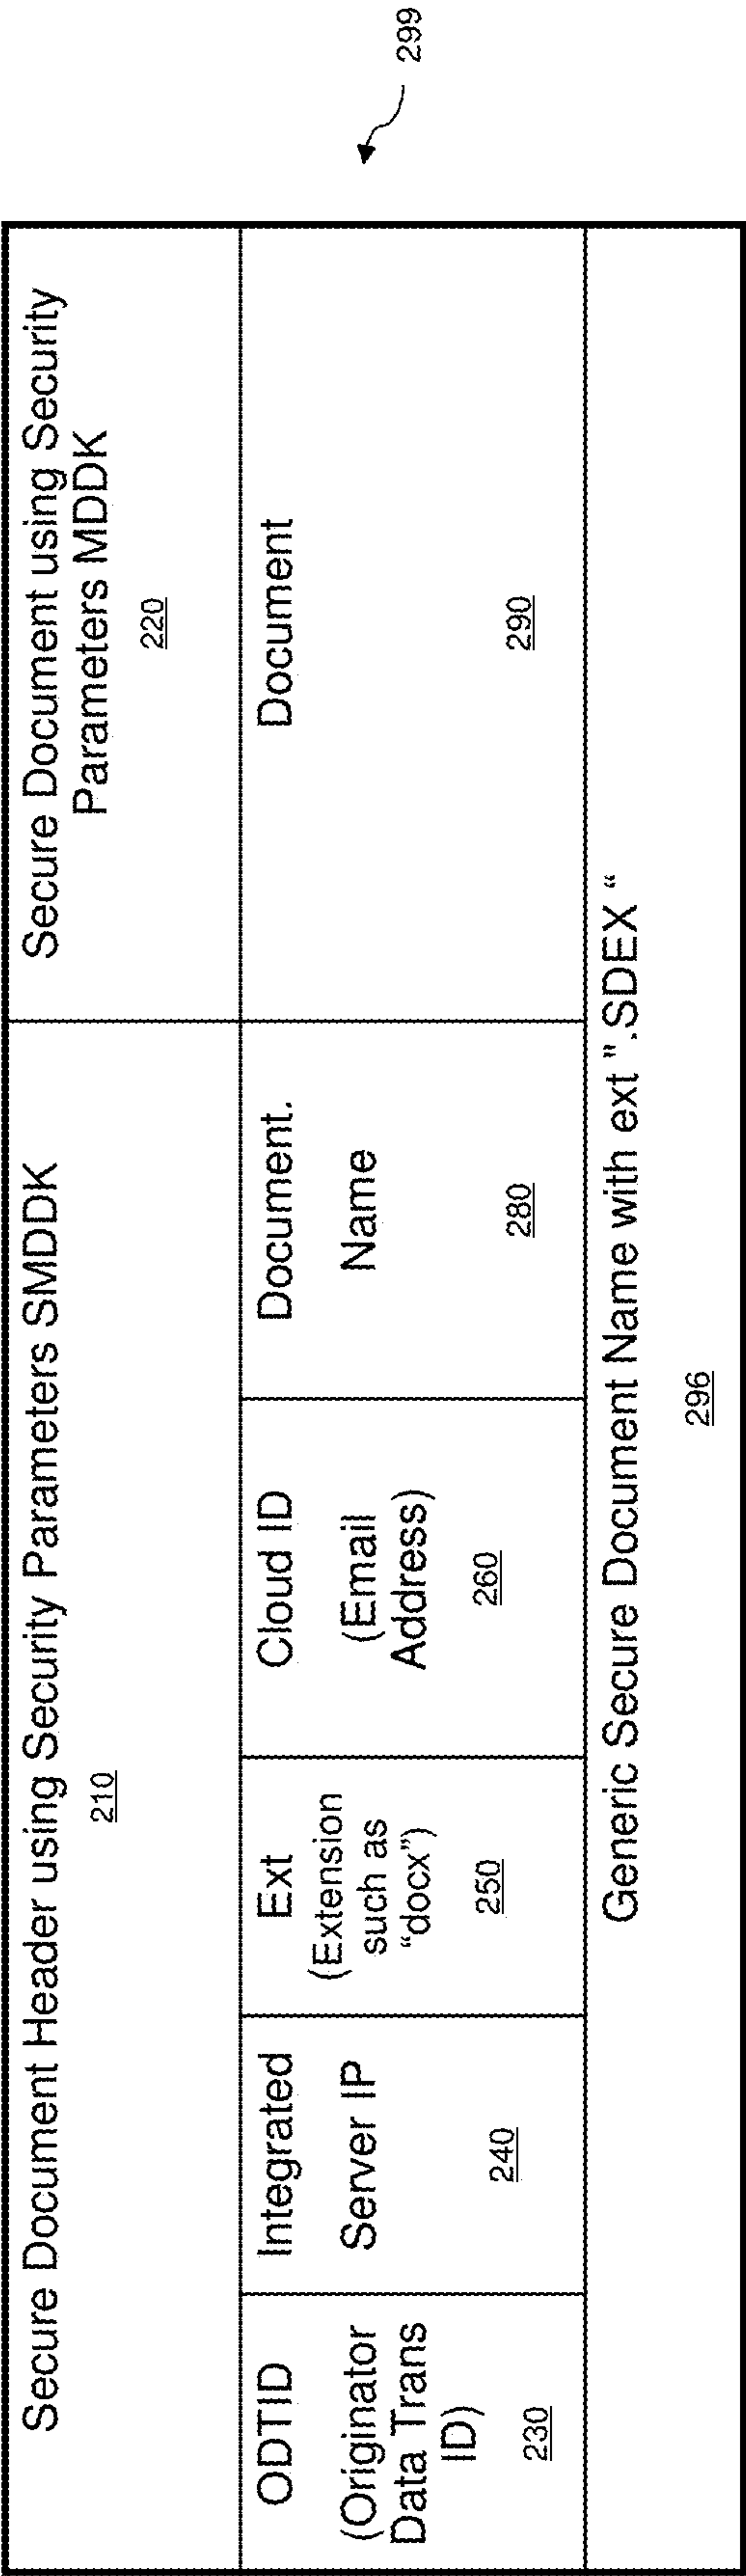 Secure Document Header using Security Parameters SMDDK
210
Secure Document using Security
Parameters MDDK
220
ODTID
(Originator
Data Trans
ID)
230
Integrated
Server IP
240
Ext
(Extension
such as
“docx”)
250
Cloud ID
(Email
Address)
260
Document.
Name
280
Document
290
Generic Secure Document Name with ext ”.SDEX “
296
299